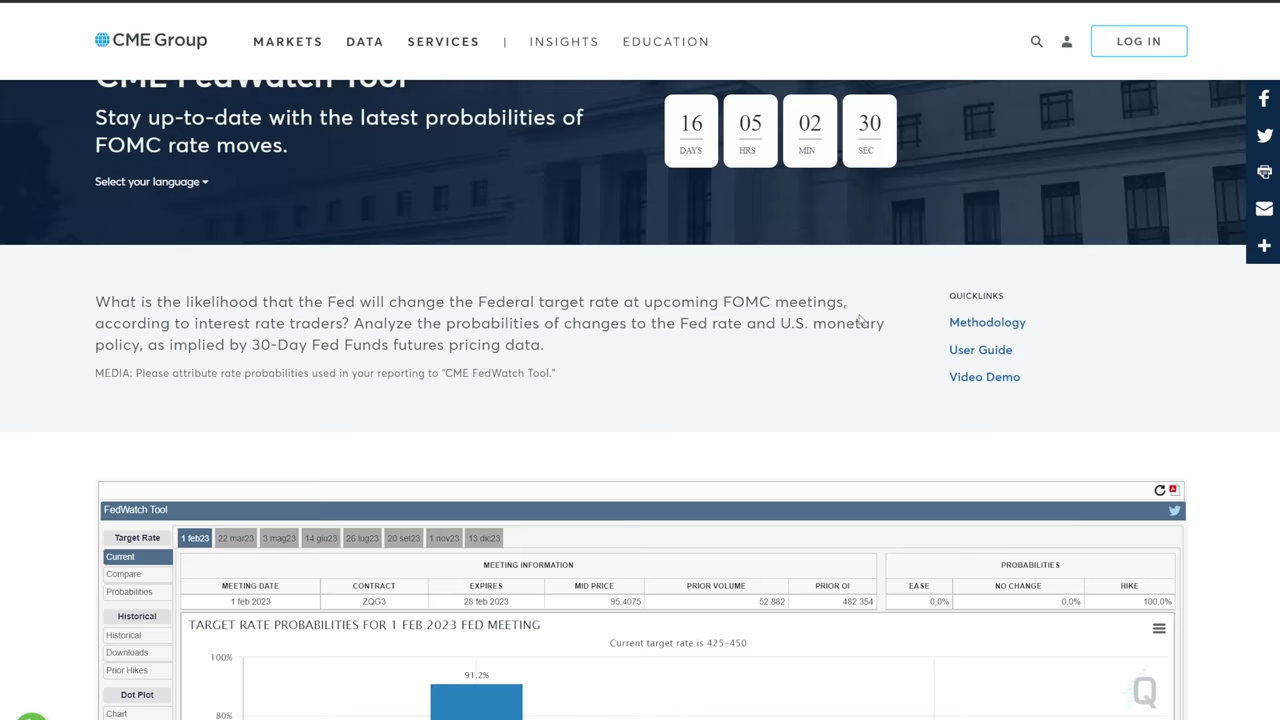 CME Group
MARKETS DATA SERVICES | INSIGHTS EDUCATION
LOG IN
CME FedWatch Tool
Stay up-to-date with the latest probabilities of
FOMC rate moves.
Select your language
16 05 02 30
DAYS HRS MIN SEC
What is the likelihood that the Fed will change the Federal target rate at upcoming FOMC meetings,
according to interest rate traders? Analyze the probabilities of changes to the Fed rate and U.S. monetary
policy, as implied by 30-Day Fed Funds futures pricing data.
MEDIA: Please attribute rate probabilities used in your reporting to “CME FedWatch Tool.”
QUICKLINKS
Methodology
User Guide
Video Demo
FedWatch Tool
Target Rate
Current
Compare
Probabilities
Historical
Historical
Downloads
Prior Hikes
Dot Plot
Chart
1 feb23 22 mar23 3 mag23 14 giu23 26 lug23 20 set23 1 nov23 13 dic23
MEETING INFORMATION
MEETING DATE CONTRACT EXPIRES MID PRICE PRIOR VOLUME PRIOR OI
1 feb 2023 ZQG3 28 feb 2023 95,4075 52.882 482.354
PROBABILITIES
EASE NO CHANGE HIKE
0,0% 0,0% 100,0%
TARGET RATE PROBABILITIES FOR 1 FEB 2023 FED MEETING
Current target rate is 425-450
100%
91.2%
80%
Q